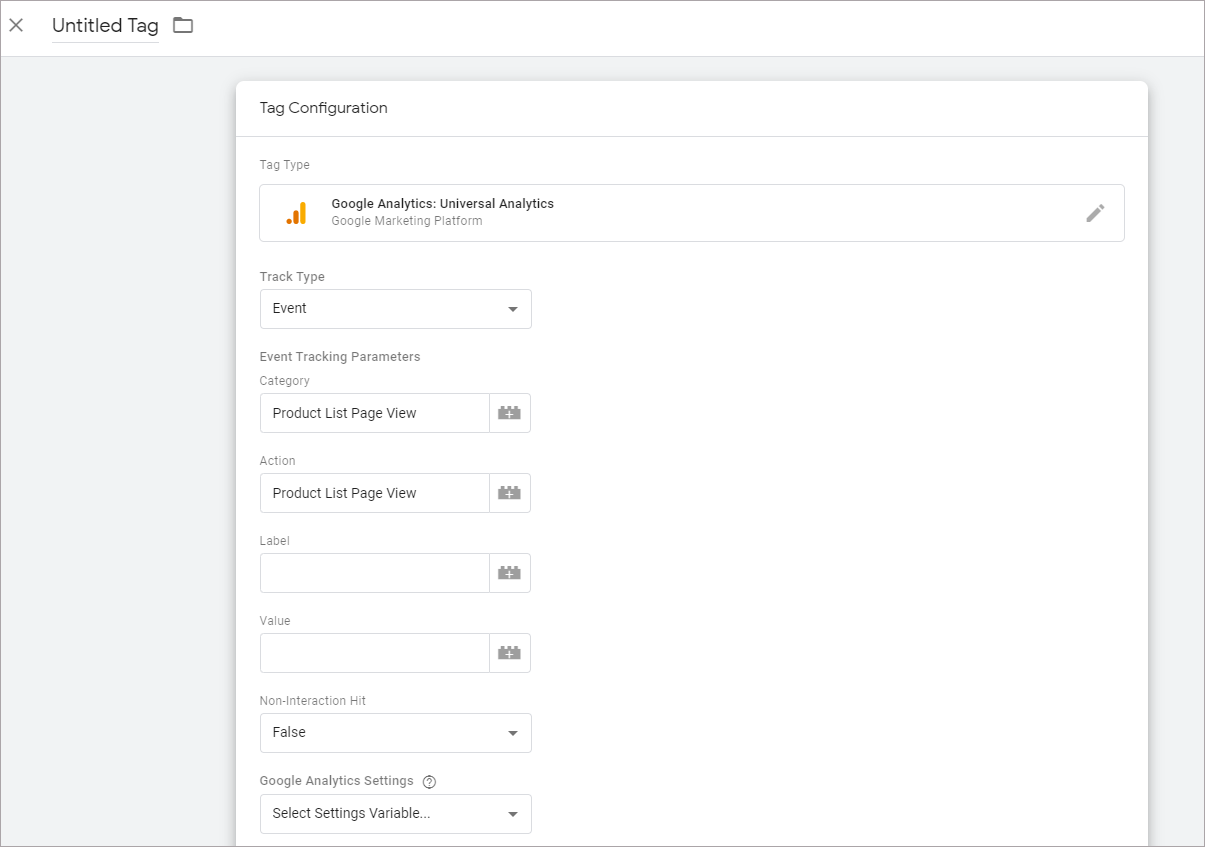 Untitled Tag
Tag Configuration
Tag Type
Google Analytics: Universal Analytics
Google Marketing Platform
Track Type
Event
Event Tracking Parameters
Category
Product List Page View
Action
Product List Page View
Label
Value
Non-Interaction Hit
False
Google Analytics Settings ?
Select Settings Variable...